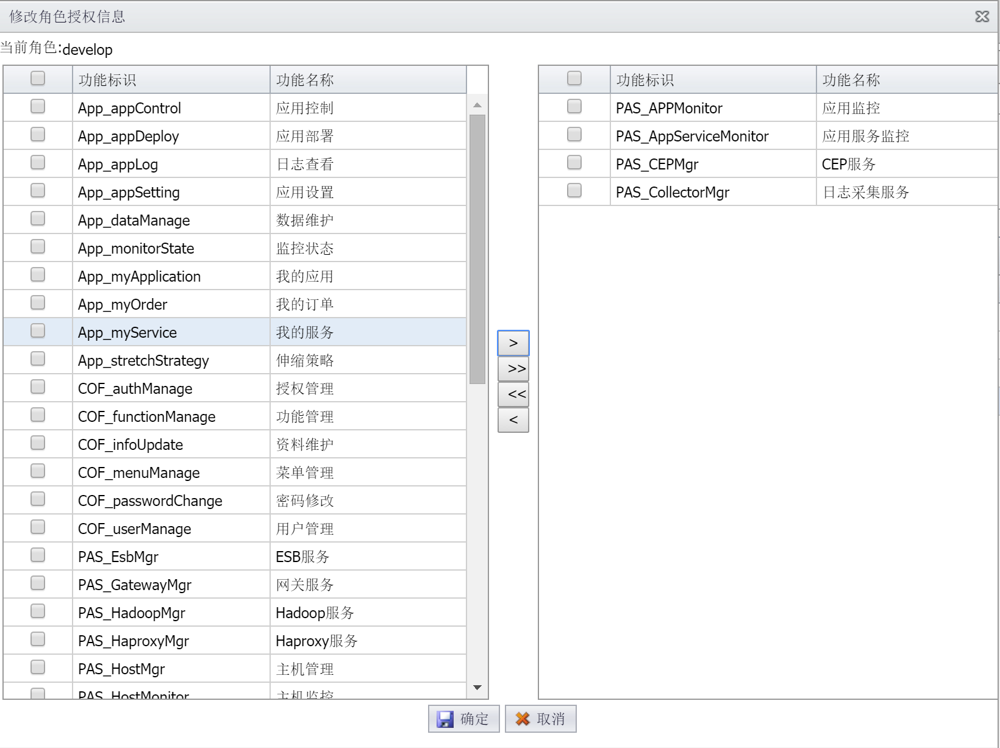 修改角色授权信息
当前角色:develop
功能标识 功能名称
App_appControl 应用控制
App_appDeploy 应用部署
App_appLog 日志查看
App_appSetting 应用设置
App_dataManage 数据维护
App_monitorState 监控状态
App_myApplication 我的应用
App_myOrder 我的订单
App_myService 我的服务
App_stretchStrategy 伸缩策略
COF_authManage 授权管理
COF_functionManage 功能管理
COF_infoUpdate 资料维护
COF_menuManage 菜单管理
COF_passwordChange 密码修改
COF_userManage 用户管理
PAS_EsbMgr ESB服务
PAS_GatewayMgr 网关服务
PAS_HadoopMgr Hadoop服务
PAS_HaproxyMgr Haproxy服务
PAS_HostMgr 主机管理
PAS_HostMonitor 主机监控
>
>>
<<
<
功能标识 功能名称
PAS_APPMonitor 应用监控
PAS_AppServiceMonitor 应用服务监控
PAS_CEPMgr CEP服务
PAS_CollectorMgr 日志采集服务
确定 取消